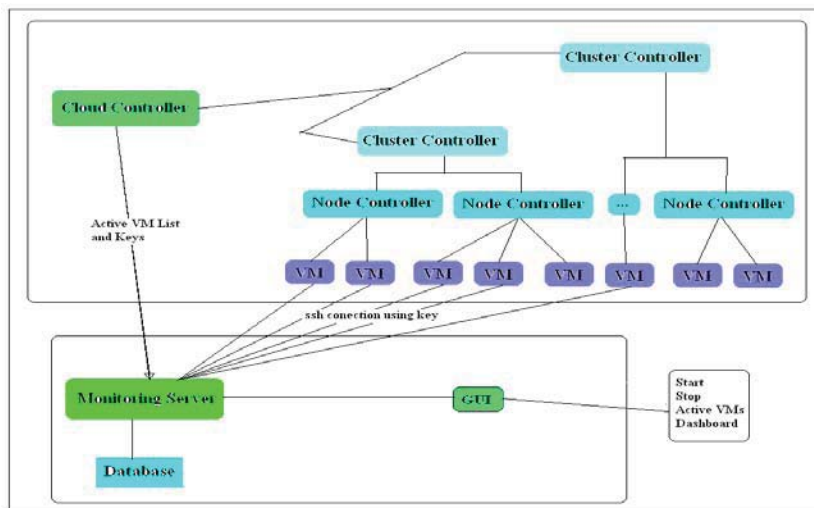 Cluster Controller
Cloud Controller
Cluster Controller
Node Controller
Node Controller
...
Node Controller
Active VM List
and Keys
VM
VM
VM
VM
VM
VM
VM
VM
ssh conection using key
Monitoring Server
GUI
Start
Stop
Active VMs
Dashboard
Database